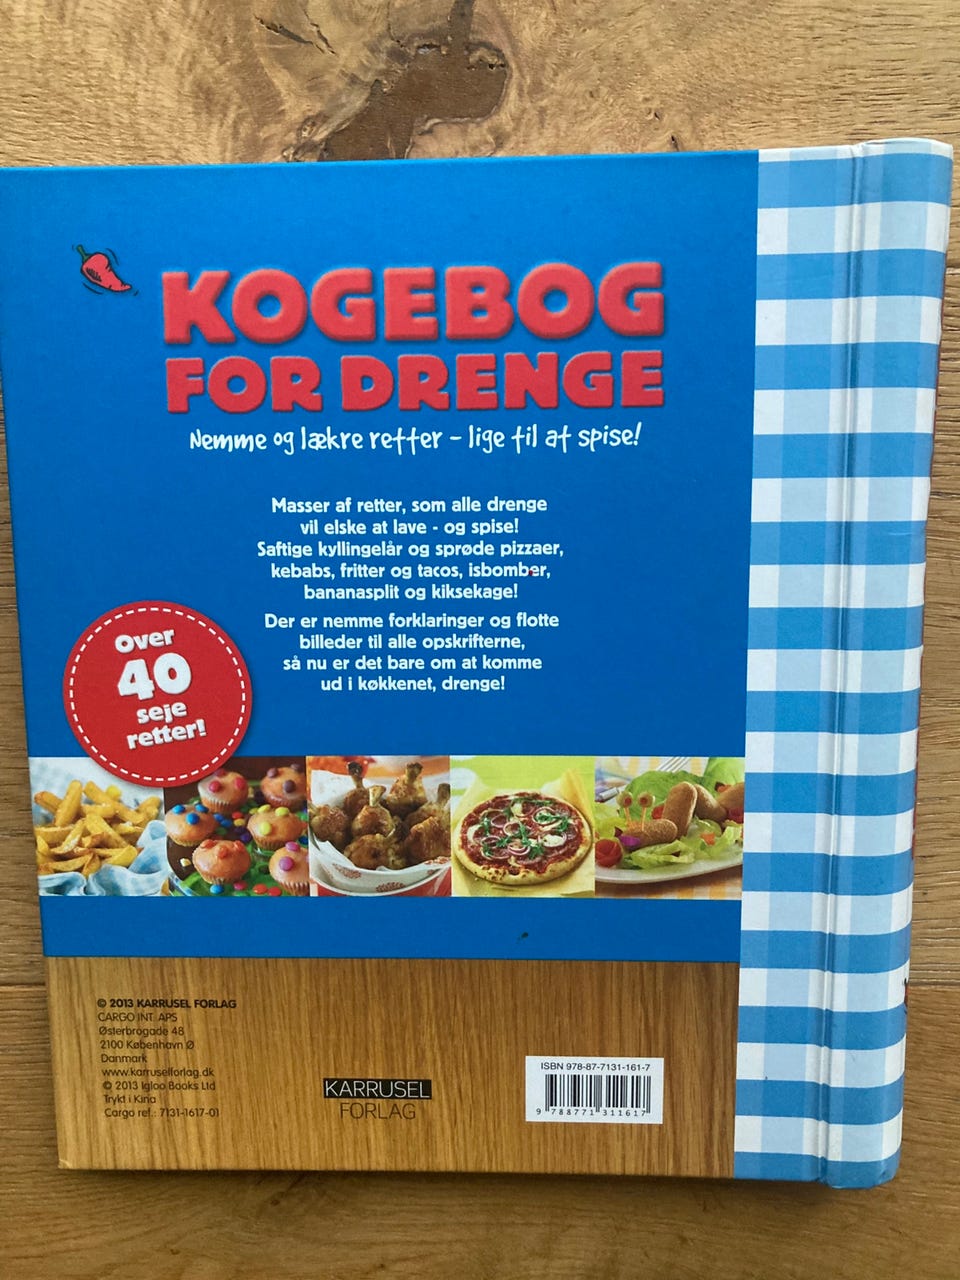 KOGEBOG
FOR DRENGE
Nemme og lækre retter – lige til at spise!
Masser af retter, som alle drenge
vil elske at lave - og spise!
Saftige kyllingelår og sprøde pizzaer,
kebabs, fritter og tacos, isbomber,
bananasplit og kiksekage!
Der er nemme forklaringer og flotte
billeder til alle opskrifterne,
så nu er det bare om at komme
ud i køkkenet, drenge!
Over
40
seje
retter!
© 2013 KARRUSEL FORLAG
CARGO INT. APS
Østerbrogade 48
2100 København Ø
Danmark
www.karruselforlag.dk
© 2013 Igloo Books Ltd
Trykt i Kina
Cargo ref.: 7131-1617-01
KARRUSEL
FORLAG
ISBN 978-87-7131-161-7
9 788771 311617